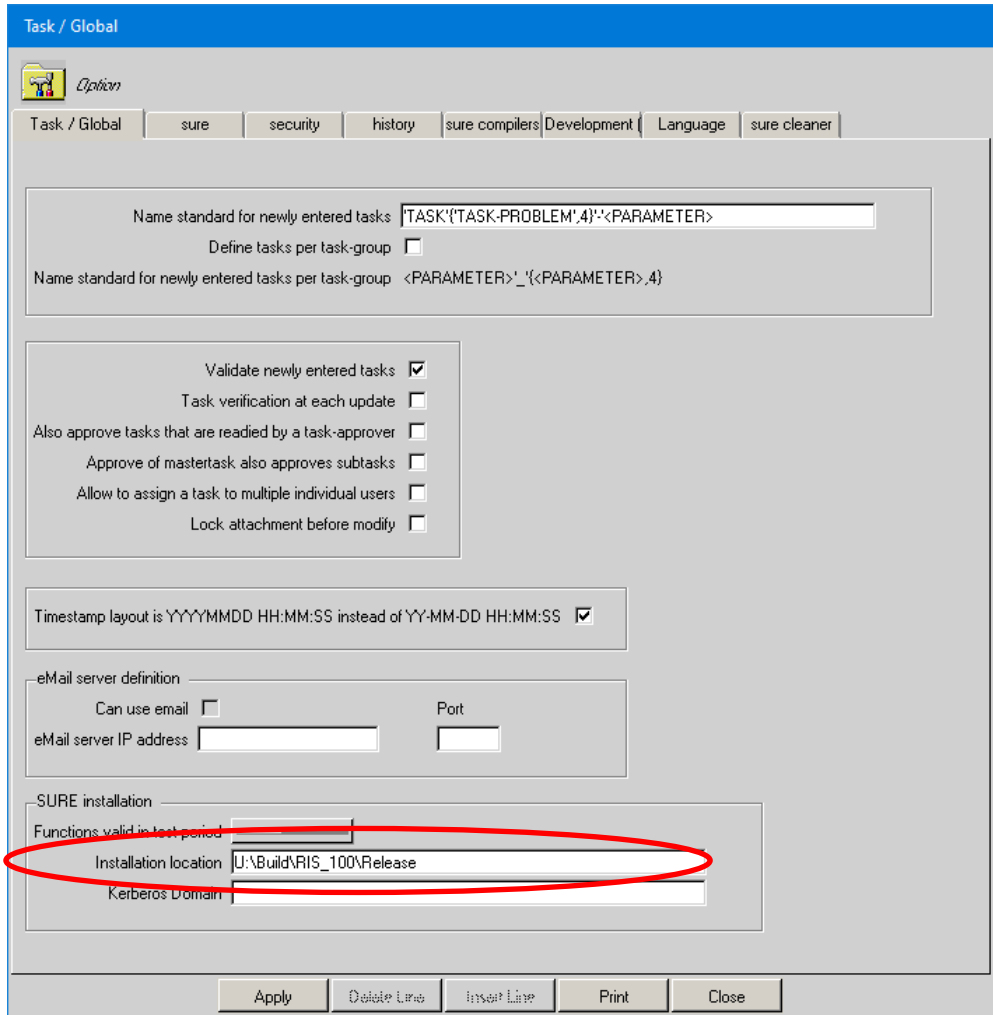 Task / Global
Option
Task / Global sure security history sure compilers Development ( Language sure cleaner
Name standard for newly entered tasks 'TASK'{'TASK-PROBLEM',4}'-'<PARAMETER>
Define tasks per task-group
Name standard for newly entered tasks per task-group <PARAMETER>'_'{<PARAMETER>,4}
Validate newly entered tasks
Task verification at each update
Also approve tasks that are readied by a task-approver
Approve of mastertask also approves subtasks
Allow to assign a task to multiple individual users
Lock attachment before modify
Timestamp layout is YYYYMMDD HH:MM:SS instead of YY-MM-DD HH:MM:SS
eMail server definition
Can use email Port
eMail server IP address
SURE installation
Functions valid in test period
Installation location U:\Build\RIS_100\Release
Kerberos Domain
Apply Delete Line Insert Line Print Close